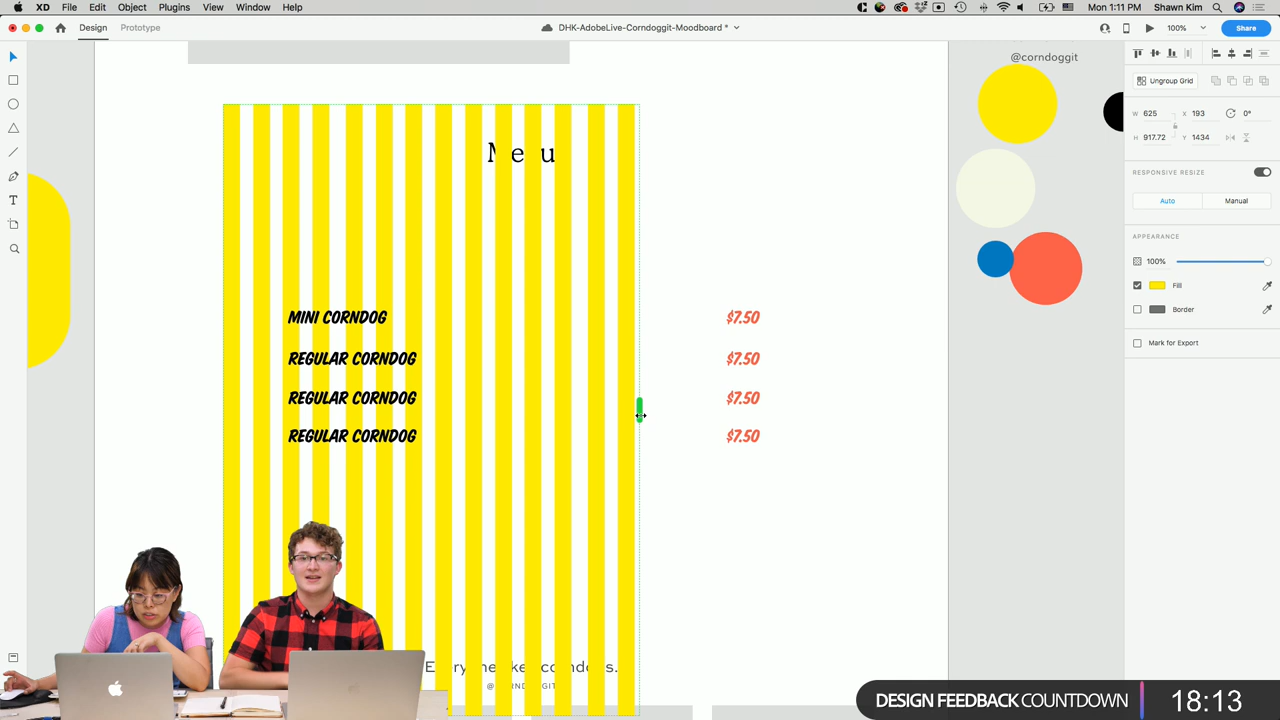 XD File Edit Object Plugins View Window Help
Mon 1:11 PM Shawn Kim
Design Prototype
DHK-AdobeLive-Corndoggit-Moodboard *
100%
Share
@corndoggit
Ungroup Grid
W 625 X 193 0°
H 917.72 Y 1434
RESPONSIVE RESIZE
Auto Manual
APPEARANCE
100%
Fill
Border
Mark for Export
Menu
MINI CORNDOG $7.50
REGULAR CORNDOG $7.50
REGULAR CORNDOG $7.50
REGULAR CORNDOG $7.50
DESIGN FEEDBACK COUNTDOWN 18:13